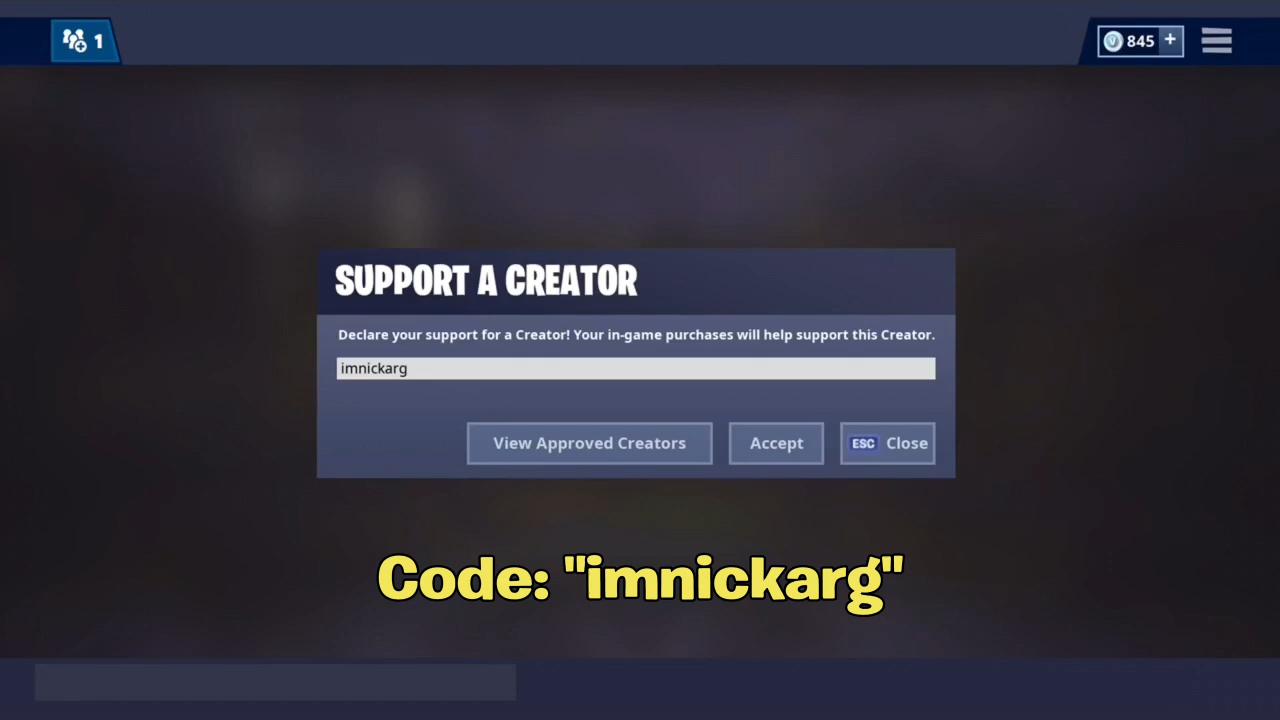 1
845 +
SUPPORT A CREATOR
Declare your support for a Creator! Your in-game purchases will help support this Creator.
imnickarg
View Approved Creators
Accept
ESC Close
Code: "imnickarg"